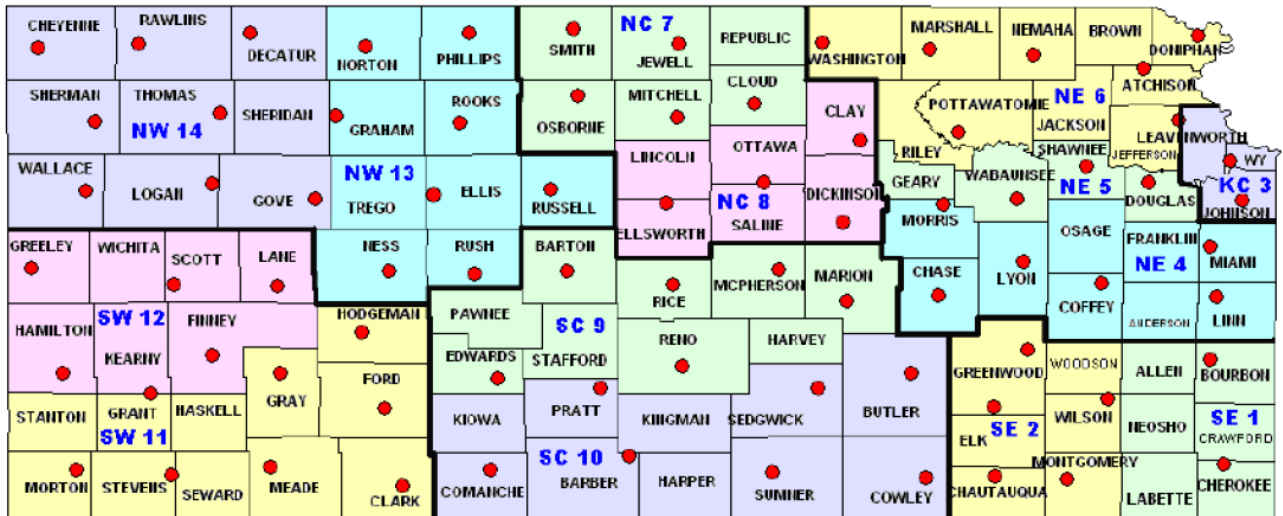 CHEYENNE
RAWLINS
DECATUR
NORTON
PHILLIPS
SMITH
NC 7
JEWELL
REPUBLIC
WASHINGTON
MARSHALL
NEMAHA
BROWN
DONIPHAN
SHERMAN
THOMAS
NW 14
SHERIDAN
GRAHAM
ROOKS
OSBORNE
MITCHELL
CLOUD
CLAY
POTTAWATOMIE
NE 6
JACKSON
ATCHISON
LEAVENWORTH
JEFFERSON
WALLACE
LOGAN
GOVE
NW 13
TREGO
ELLIS
RUSSELL
LINCOLN
OTTAWA
NC 8
SALINE
ELLSWORTH
DICKINSON
RILEY
GEARY
WABAUNSEE
SHAWNEE
NE 5
DOUGLAS
WY
KC 3
JOHNSON
GREELEY
WICHITA
SCOTT
LANE
NESS
RUSH
BARTON
RICE
MCPHERSON
MARION
MORRIS
CHASE
LYON
OSAGE
FRANKLIN
NE 4
MIAMI
COFFEY
ANDERSON
LINN
HAMILTON
SW 12
KEARNY
FINNEY
HODGEMAN
PAWNEE
SC 9
EDWARDS
STAFFORD
RENO
HARVEY
STANTON
GRANT
SW 11
HASKELL
GRAY
FORD
KIOWA
PRATT
KINGMAN
SEDGWICK
BUTLER
GREENWOOD
WOODSON
ALLEN
BOURBON
ELK
SE 2
WILSON
NEOSHO
SE 1
CRAWFORD
MORTON
STEVENS
SEWARD
MEADE
CLARK
COMANCHE
SC 10
BARBER
HARPER
SUMNER
COWLEY
CHAUTAUQUA
MONTGOMERY
LABETTE
CHEROKEE